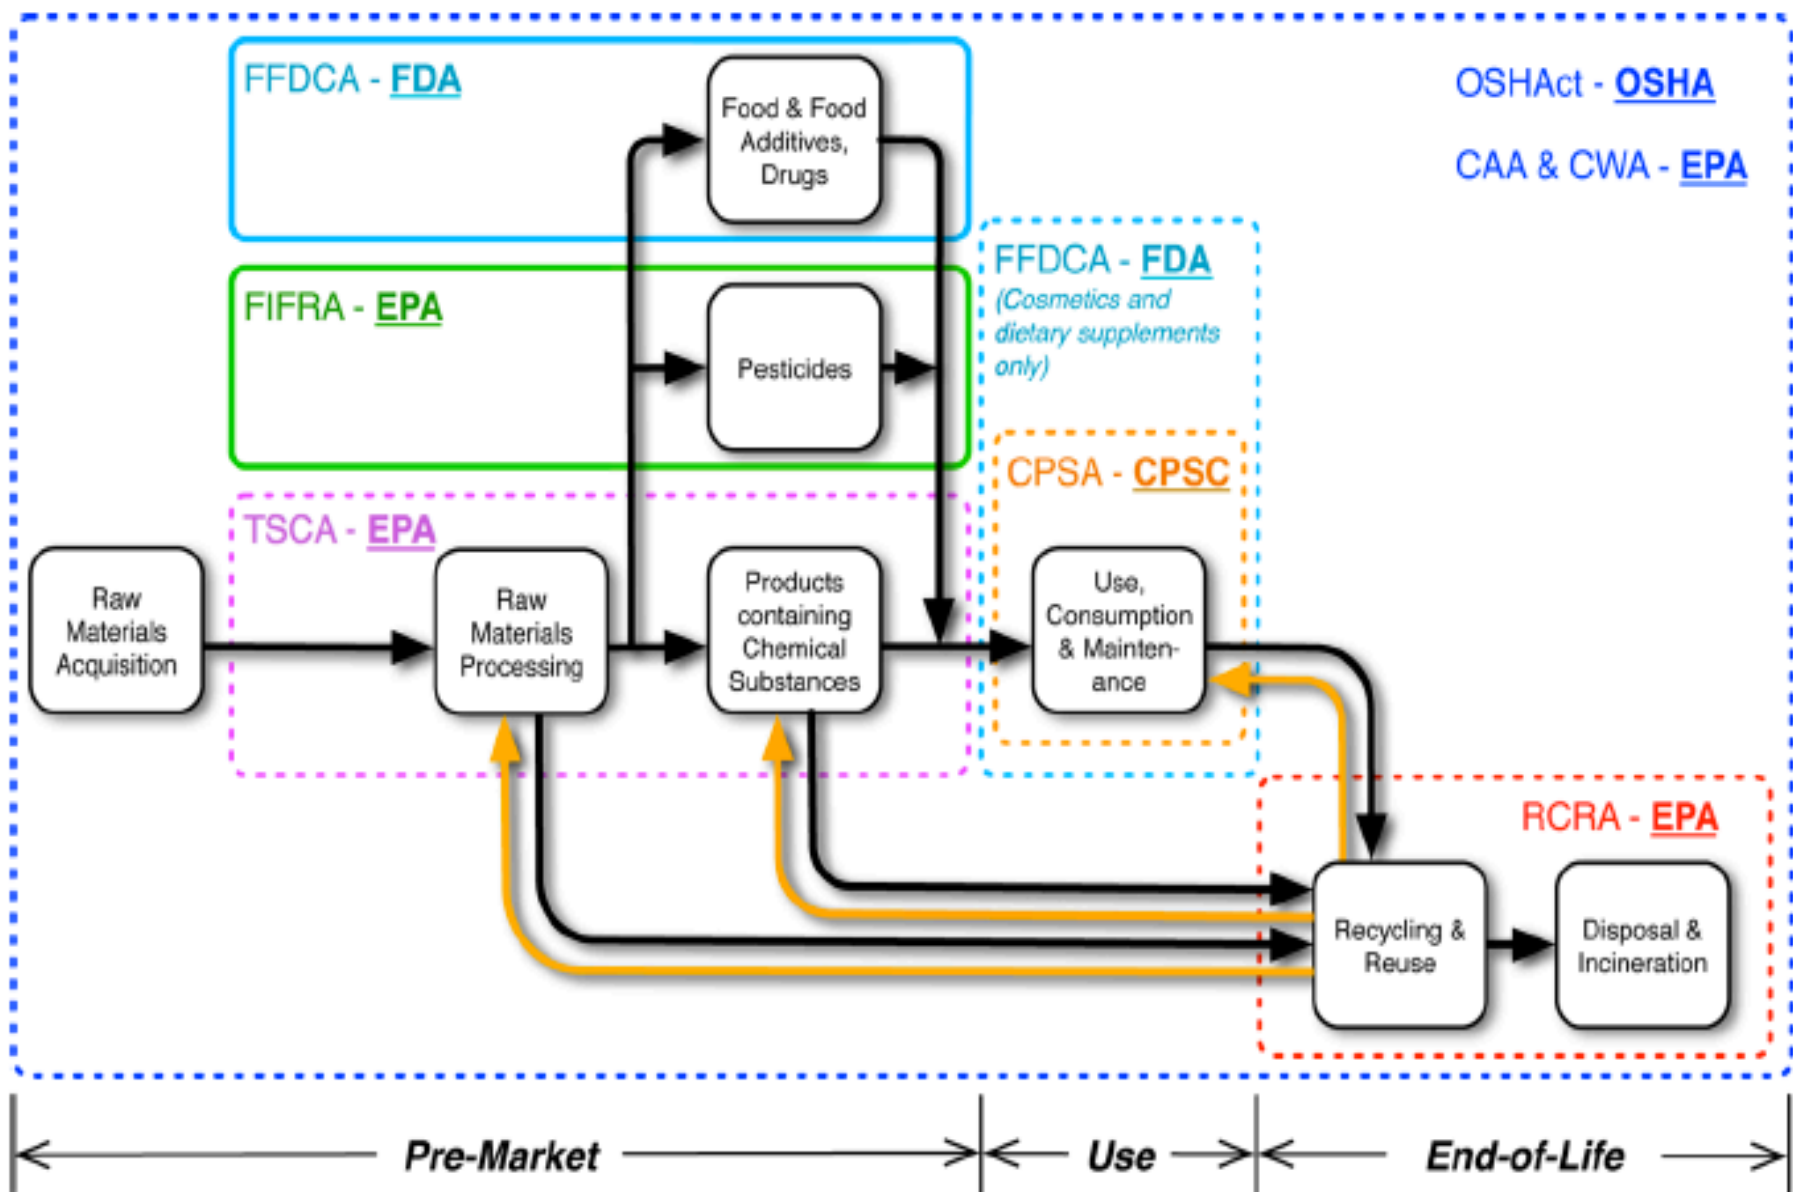 FFDCA - FDA
OSHAct - OSHA
CAA & CWA - EPA
Food & Food
Additives,
Drugs
FFDCA - FDA
(Cosmetics and
dietary supplements
only)
FIFRA - EPA
Pesticides
CPSA - CPSC
TSCA - EPA
Raw
Materials
Acquisition
Raw
Materials
Processing
Products
containing
Chemical
Substances
Use,
Consumption
& Mainten-
ance
RCRA - EPA
Recycling &
Reuse
Disposal &
Incineration
Pre-Market
Use
End-of-Life